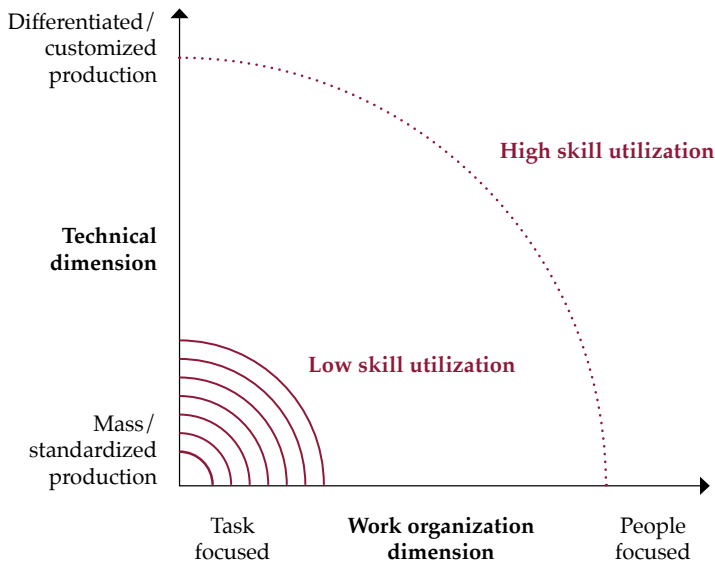 Differentiated/
customized
production
High skill utilization
Technical
dimension
Low skill utilization
Mass/
standardized
production
Task
focused
Work organization
dimension
People
focused